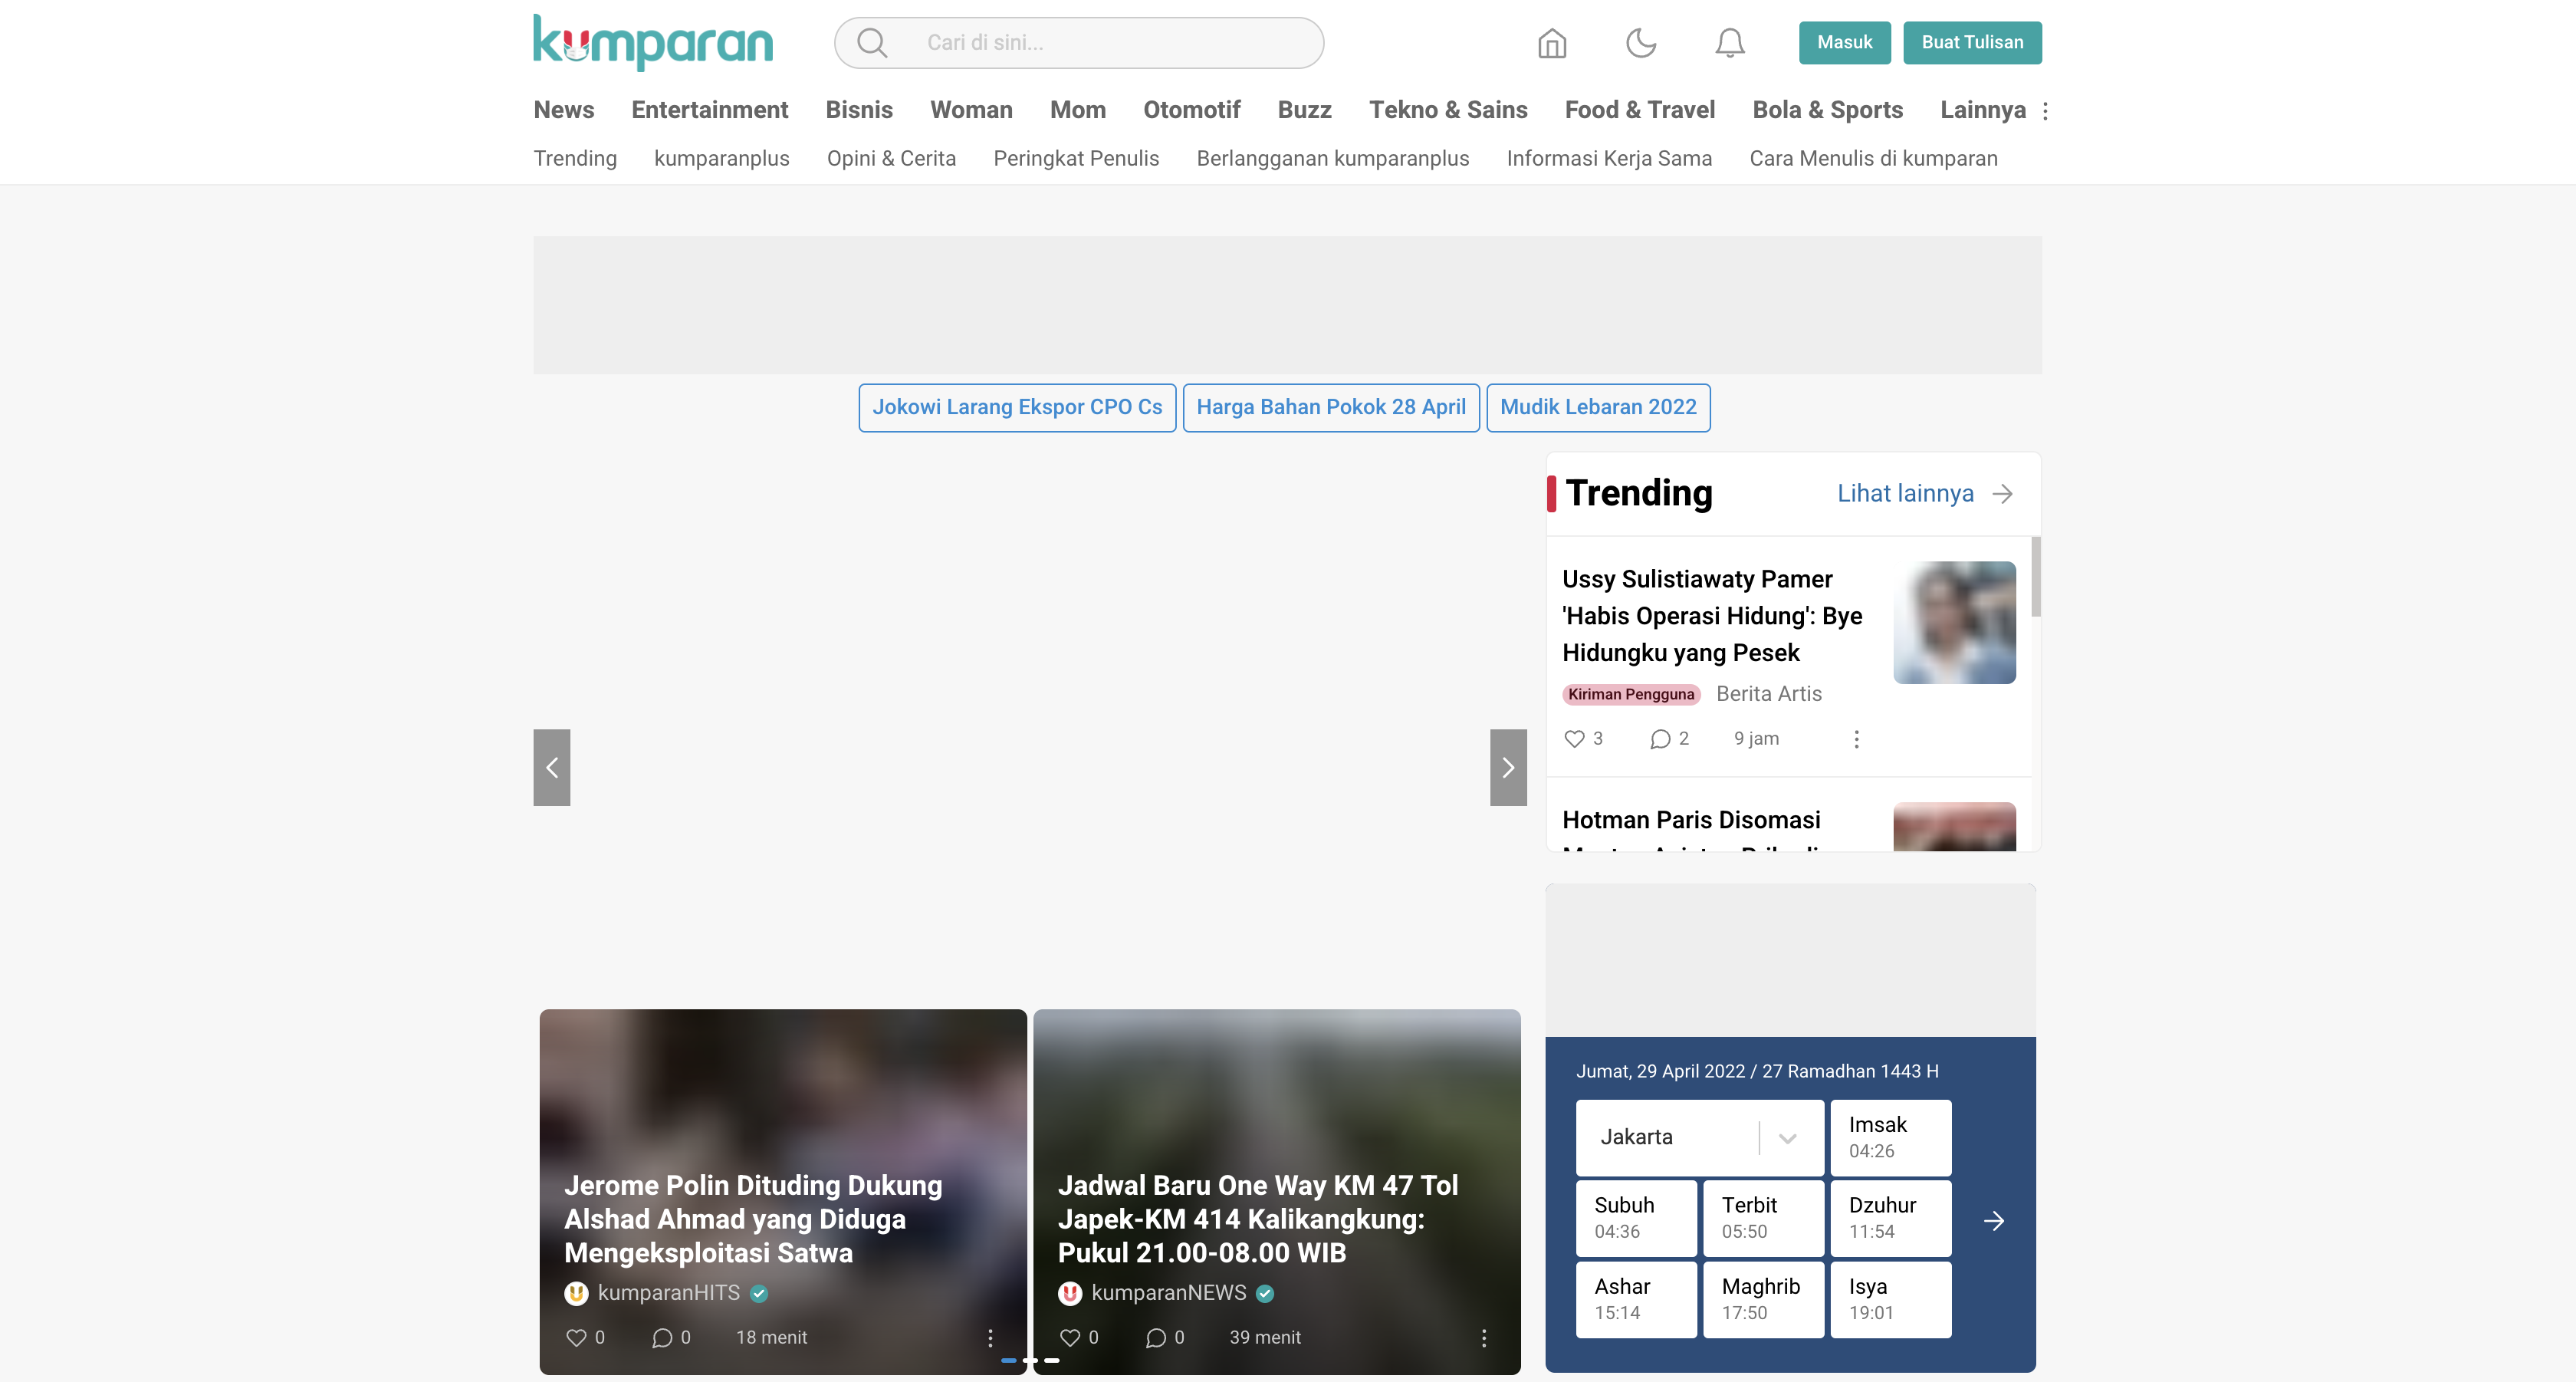 kumparan
Cari di sini...
Masuk
Buat Tulisan
News
Entertainment
Bisnis
Woman
Mom
Otomotif
Buzz
Tekno & Sains
Food & Travel
Bola & Sports
Lainnya
Trending
kumparanplus
Opini & Cerita
Peringkat Penulis
Berlangganan kumparanplus
Informasi Kerja Sama
Cara Menulis di kumparan
Jokowi Larang Ekspor CPO Cs
Harga Bahan Pokok 28 April
Mudik Lebaran 2022
Trending
Lihat lainnya
Ussy Sulistiawaty Pamer
'Habis Operasi Hidung': Bye
Hidungku yang Pesek
Kiriman Pengguna
Berita Artis
3
2
9 jam
Hotman Paris Disomasi
Jerome Polin Dituding Dukung
Alshad Ahmad yang Diduga
Mengeksploitasi Satwa
kumparanHITS
0
0
18 menit
Jadwal Baru One Way KM 47 Tol
Japek-KM 414 Kalikangkung:
Pukul 21.00-08.00 WIB
kumparanNEWS
0
0
39 menit
Jumat, 29 April 2022 / 27 Ramadhan 1443 H
Jakarta
Imsak
04:26
Subuh
04:36
Terbit
05:50
Dzuhur
11:54
Ashar
15:14
Maghrib
17:50
Isya
19:01